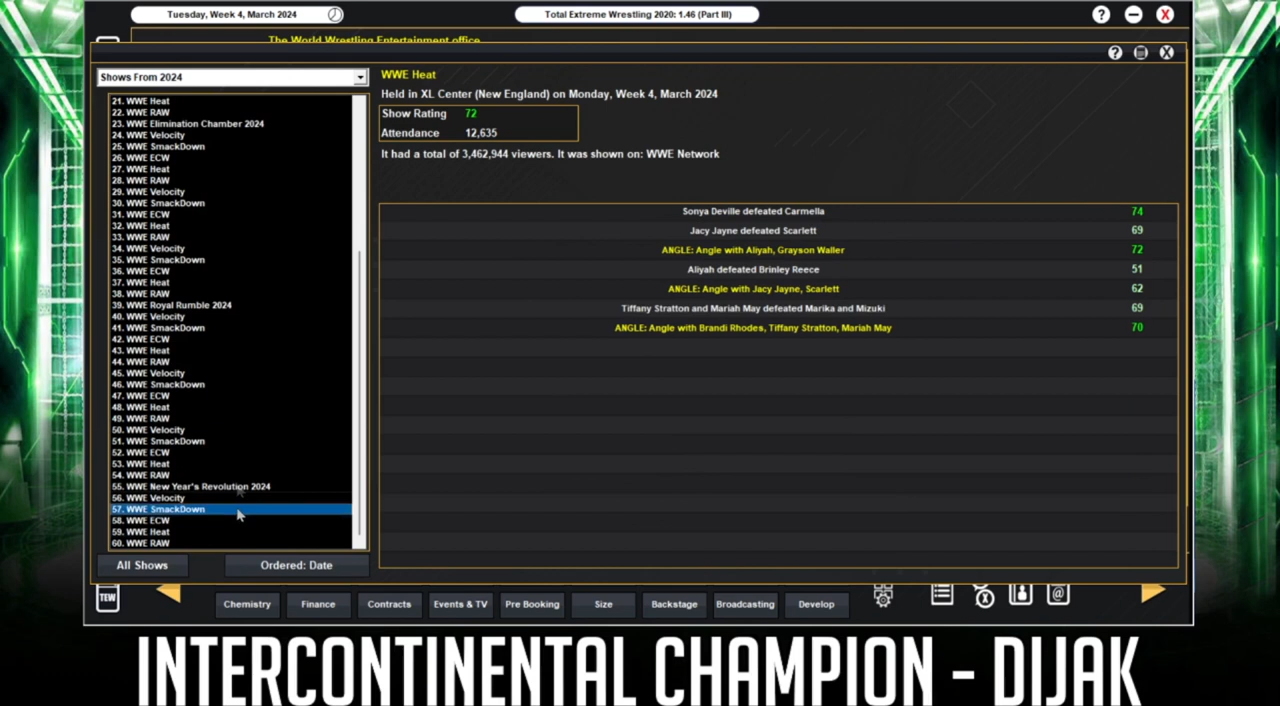 Tuesday, Week 4, March 2024
Total Extreme Wrestling 2020: 1.46 (Part III)
?
X
The World Wrestling Entertainment office
?
X
Shows From 2024
21. WWE Heat
22. WWE RAW
23. WWE Elimination Chamber 2024
24. WWE Velocity
25. WWE SmackDown
26. WWE ECW
27. WWE Heat
28. WWE RAW
29. WWE Velocity
30. WWE SmackDown
31. WWE ECW
32. WWE Heat
33. WWE RAW
34. WWE Velocity
35. WWE SmackDown
36. WWE ECW
37. WWE Heat
38. WWE RAW
39. WWE Royal Rumble 2024
40. WWE Velocity
41. WWE SmackDown
42. WWE ECW
43. WWE Heat
44. WWE RAW
45. WWE Velocity
46. WWE SmackDown
47. WWE ECW
48. WWE Heat
49. WWE RAW
50. WWE Velocity
51. WWE SmackDown
52. WWE ECW
53. WWE Heat
54. WWE RAW
55. WWE New Year's Revolution 2024
56. WWE Velocity
57. WWE SmackDown
58. WWE ECW
59. WWE Heat
60. WWE RAW
All Shows
Ordered: Date
WWE Heat
Held in XL Center (New England) on Monday, Week 4, March 2024
Show Rating 72
Attendance 12,635
It had a total of 3,462,944 viewers. It was shown on: WWE Network
Sonya Deville defeated Carmella 74
Jacy Jayne defeated Scarlett 69
ANGLE: Angle with Aliyah, Grayson Waller 72
Aliyah defeated Brinley Reece 51
ANGLE: Angle with Jacy Jayne, Scarlett 62
Tiffany Stratton and Mariah May defeated Marika and Mizuki 69
ANGLE: Angle with Brandi Rhodes, Tiffany Stratton, Mariah May 70
TEW
Chemistry
Finance
Contracts
Events & TV
Pre Booking
Size
Backstage
Broadcasting
Develop
@
INTERCONTINENTAL CHAMPION - DIJAK